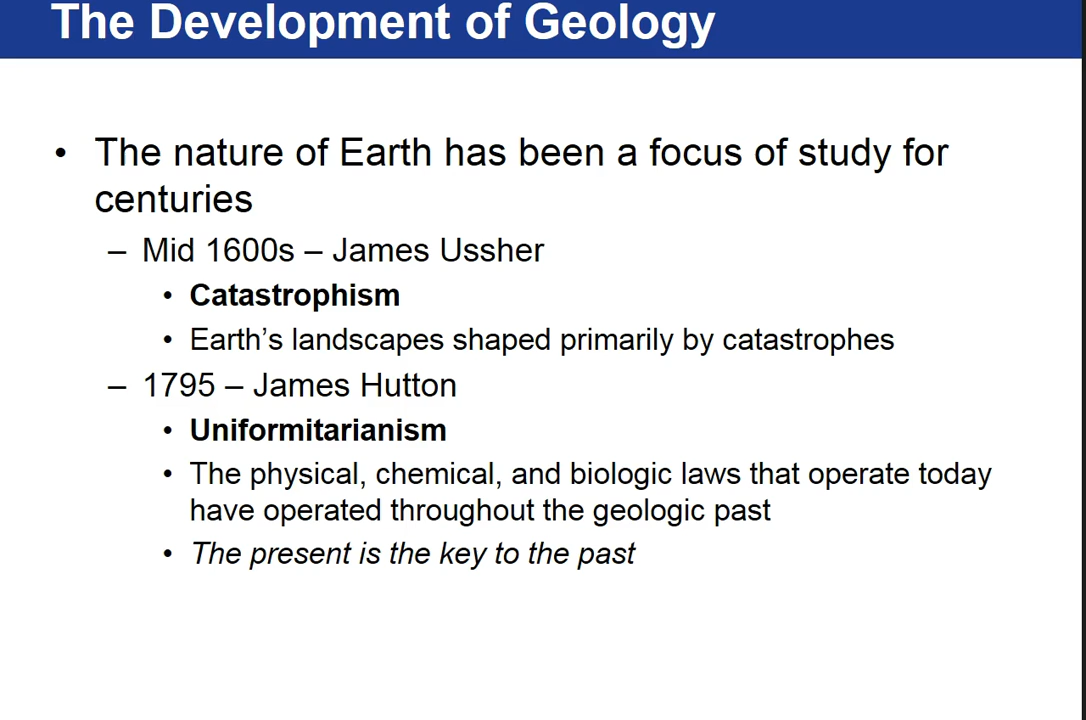 The Development of Geology
• The nature of Earth has been a focus of study for
centuries
– Mid 1600s – James Ussher
• Catastrophism
• Earth's landscapes shaped primarily by catastrophes
– 1795 – James Hutton
• Uniformitarianism
• The physical, chemical, and biologic laws that operate today
have operated throughout the geologic past
• The present is the key to the past